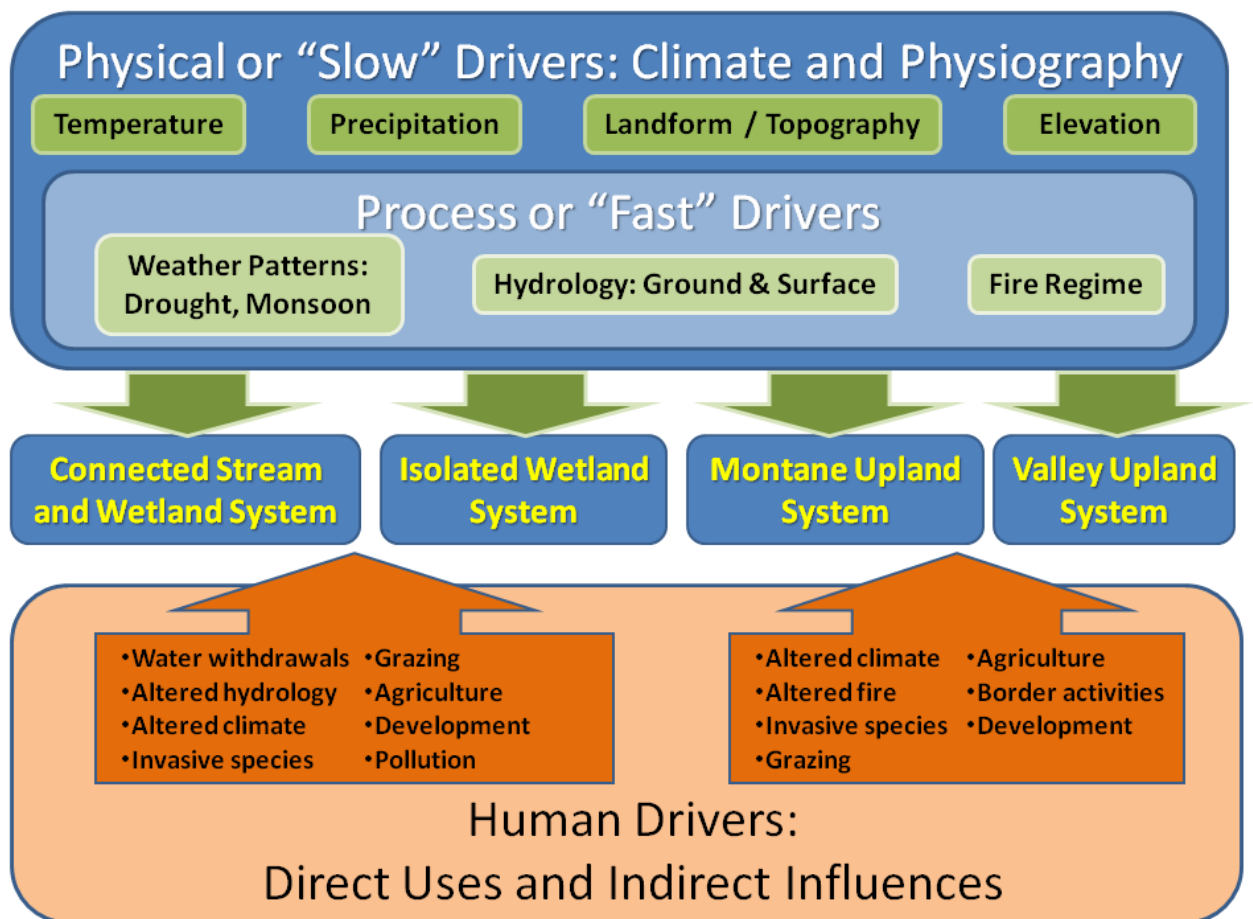 Physical or “Slow” Drivers: Climate and Physiography
Temperature
Precipitation
Landform / Topography
Elevation
Process or “Fast” Drivers
Weather Patterns:
Drought, Monsoon
Hydrology: Ground & Surface
Fire Regime
Connected Stream
and Wetland System
Isolated Wetland
System
Montane Upland
System
Valley Upland
System
•Water withdrawals
•Altered hydrology
•Altered climate
•Invasive species
•Grazing
•Agriculture
•Development
•Pollution
•Altered climate
•Altered fire
•Invasive species
•Grazing
•Agriculture
•Border activities
•Development
Human Drivers:
Direct Uses and Indirect Influences